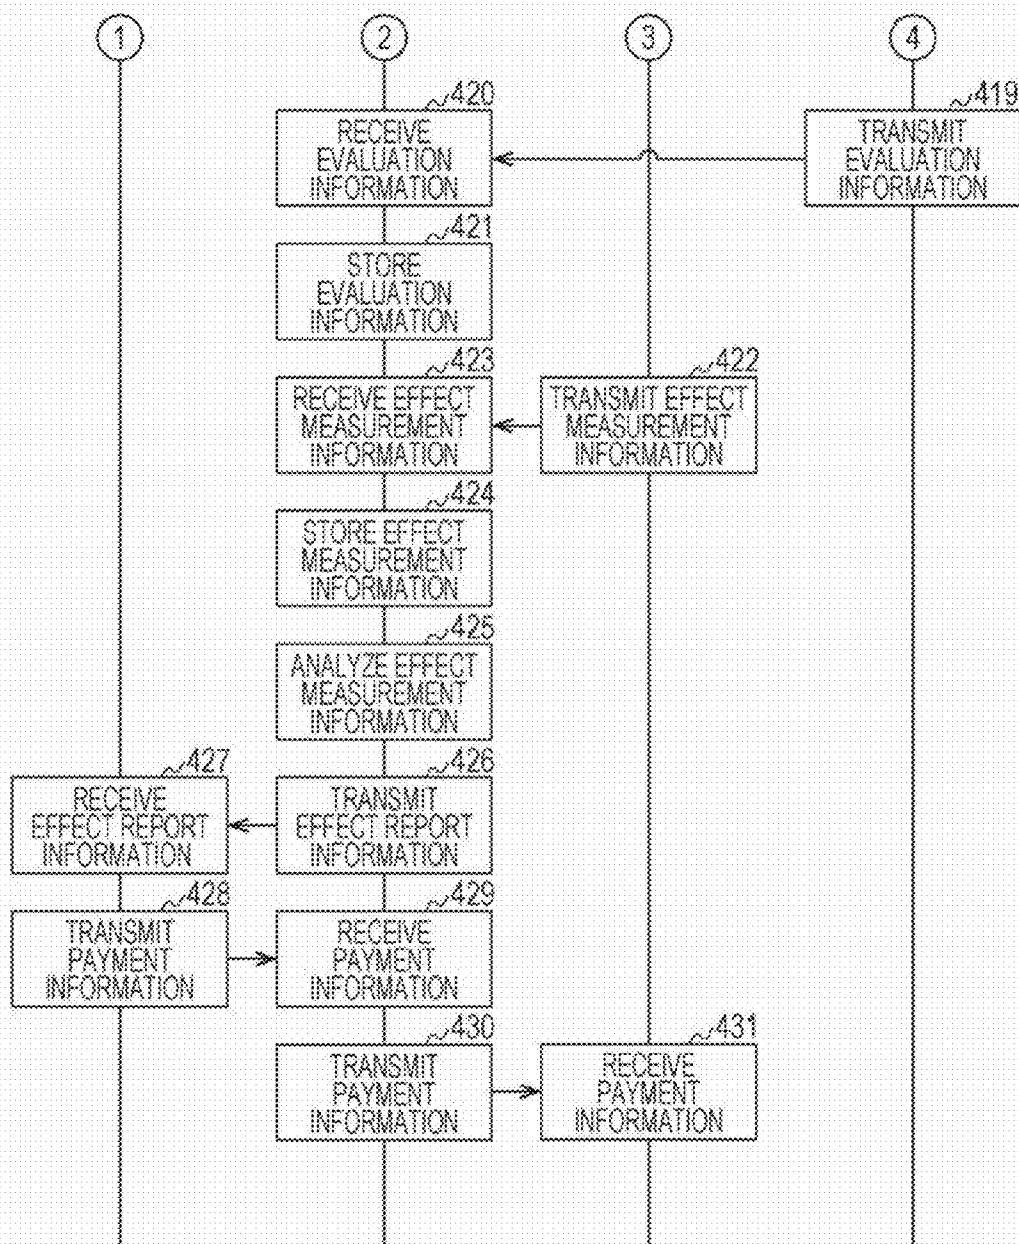 1
2
3
4
420
419
RECEIVE
EVALUATION
INFORMATION
TRANSMIT
EVALUATION
INFORMATION
421
STORE
EVALUATION
INFORMATION
423
422
RECEIVE EFFECT
MEASUREMENT
INFORMATION
TRANSMIT EFFECT
MEASUREMENT
INFORMATION
424
STORE EFFECT
MEASUREMENT
INFORMATION
425
ANALYZE EFFECT
MEASUREMENT
INFORMATION
427
426
RECEIVE
EFFECT REPORT
INFORMATION
TRANSMIT
EFFECT REPORT
INFORMATION
428
429
TRANSMIT
PAYMENT
INFORMATION
RECEIVE
PAYMENT
INFORMATION
430
431
TRANSMIT
PAYMENT
INFORMATION
RECEIVE
PAYMENT
INFORMATION